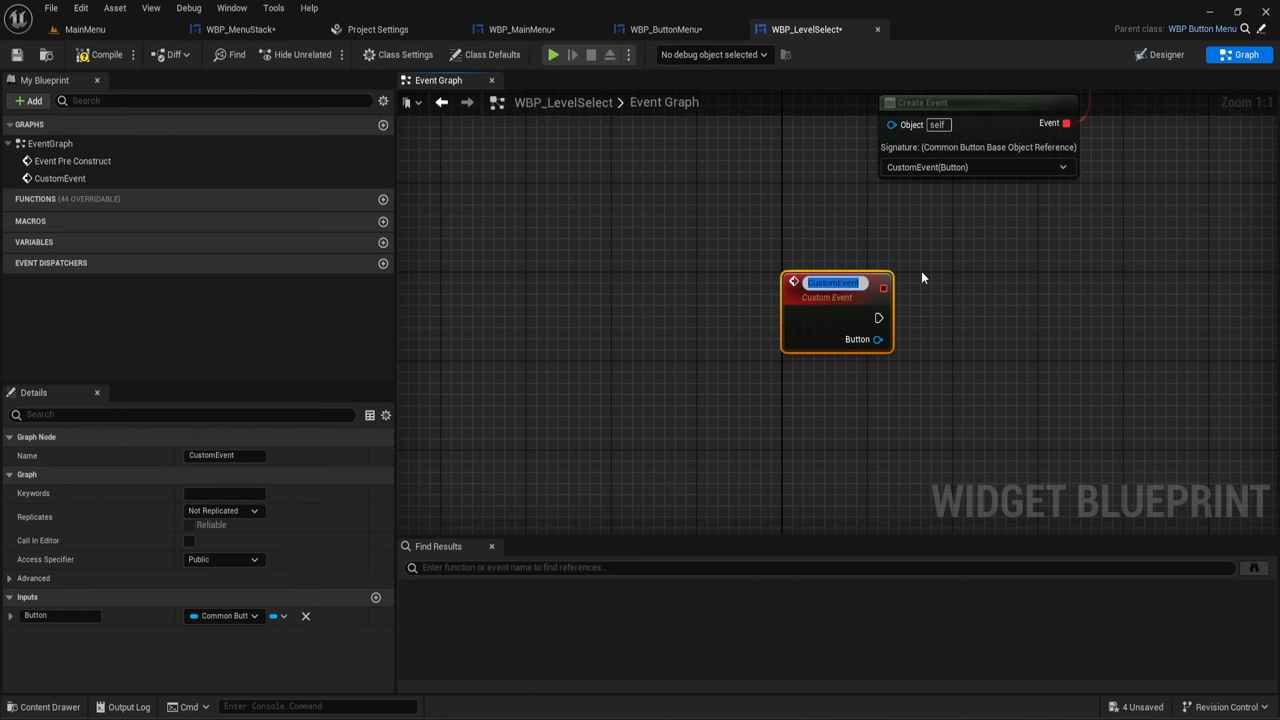 File Edit Asset View Debug Window Tools Help
MainMenu WBP_MenuStack• Project Settings WBP_MainMenu• WBP_ButtonMenu• WBP_LevelSelect• Parent class: WBP Button Menu
Compile Diff Find Hide Unrelated Class Settings Class Defaults No debug object selected Designer Graph
My Blueprint
Event Graph
Add Search
WBP_LevelSelect > Event Graph Zoom 1:1
GRAPHS
EventGraph
Event Pre Construct
CustomEvent
FUNCTIONS (44 OVERRIDABLE)
MACROS
VARIABLES
EVENT DISPATCHERS
Create Event
Object self Event
Signature: (Common Button Base Object Reference)
CustomEvent(Button)
CustomEvent
Custom Event
Button
WIDGET BLUEPRINT
Details
Search
Graph Node
Name CustomEvent
Graph
Keywords
Replicates Not Replicated
Reliable
Call In Editor
Access Specifier Public
Advanced
Inputs
Button Common Butt
Find Results
Enter function or event name to find references...
Content Drawer Output Log Cmd Enter Console Command 4 Unsaved Revision Control